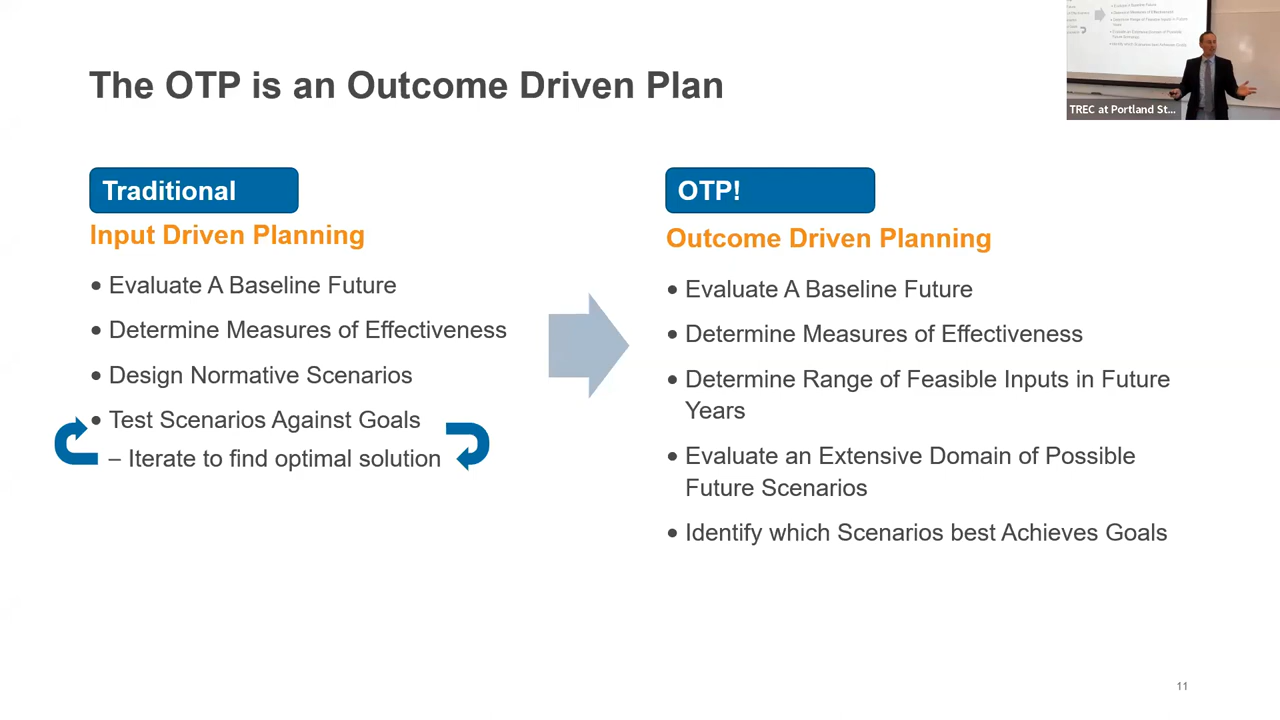 The OTP is an Outcome Driven Plan
TREC at Portland St...
Traditional
Input Driven Planning
• Evaluate A Baseline Future
• Determine Measures of Effectiveness
• Design Normative Scenarios
• Test Scenarios Against Goals
– Iterate to find optimal solution
OTP!
Outcome Driven Planning
• Evaluate A Baseline Future
• Determine Measures of Effectiveness
• Determine Range of Feasible Inputs in Future
Years
• Evaluate an Extensive Domain of Possible
Future Scenarios
• Identify which Scenarios best Achieves Goals
11